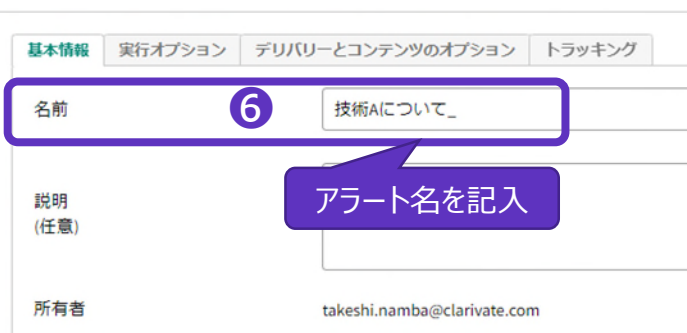 基本情報 実行オプション デリバリーとコンテンツのオプション トラッキング
名前 6 技術Aについて_
アラート名を記入
説明
(任意)
所有者 takeshi.namba@clarivate.com